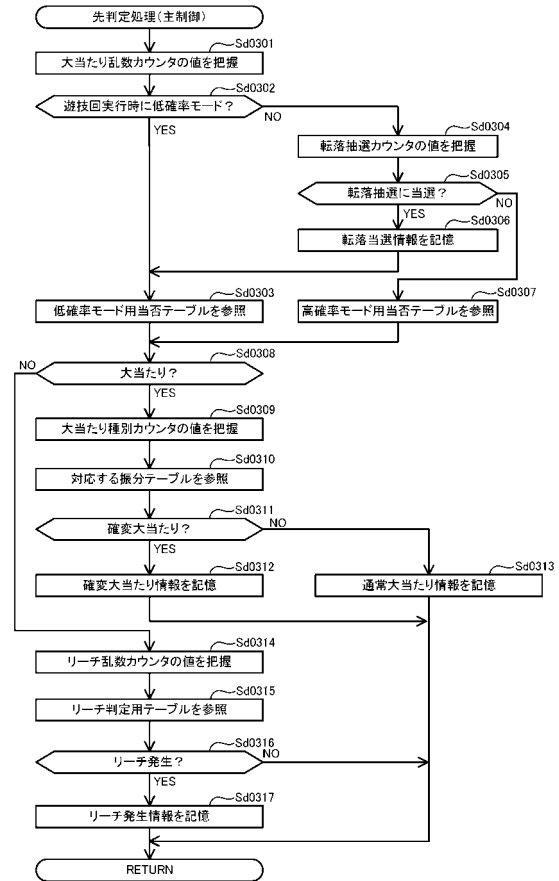 先判定処理(主制御)
Sd0301
大当たり乱数カウンタの値を把握
Sd0302
遊技回実行時に低確率モード？
NO
YES
Sd0304
転落抽選カウンタの値を把握
Sd0305
転落抽選に当選？
NO
YES
Sd0306
転落当選情報を記憶
Sd0303
低確率モード用当否テーブルを参照
Sd0307
高確率モード用当否テーブルを参照
Sd0308
NO
大当たり？
YES
Sd0309
大当たり種別カウンタの値を把握
Sd0310
対応する振分テーブルを参照
Sd0311
確変大当たり？
NO
YES
Sd0312
確変大当たり情報を記憶
Sd0313
通常大当たり情報を記憶
Sd0314
リーチ乱数カウンタの値を把握
Sd0315
リーチ判定用テーブルを参照
Sd0316
リーチ発生？
NO
YES
Sd0317
リーチ発生情報を記憶
RETURN